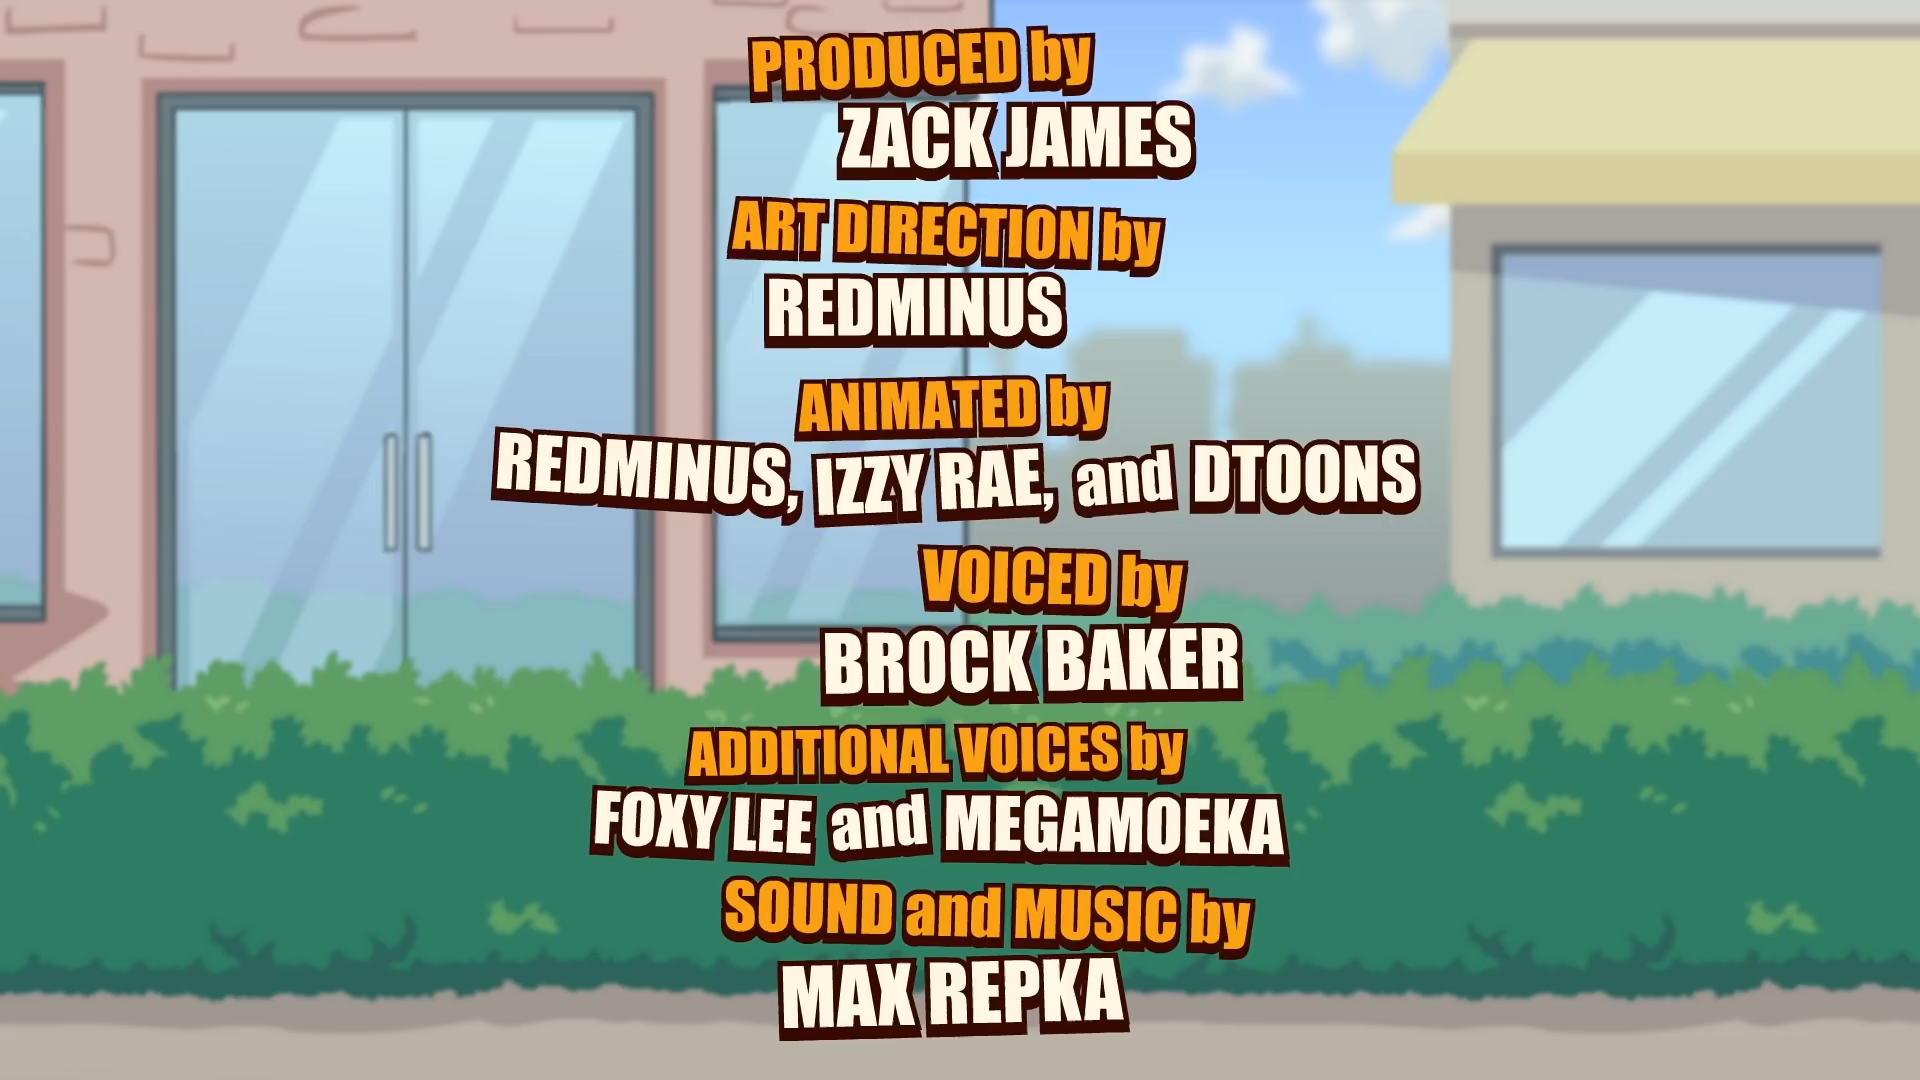 PRODUCED by
ZACK JAMES
ART DIRECTION by
REDMINUS
ANIMATED by
REDMINUS, IZZY RAE, and DTOONS
VOICED by
BROCK BAKER
ADDITIONAL VOICES by
FOXY LEE and MEGAMOEKA
SOUND and MUSIC by
MAX REPKA